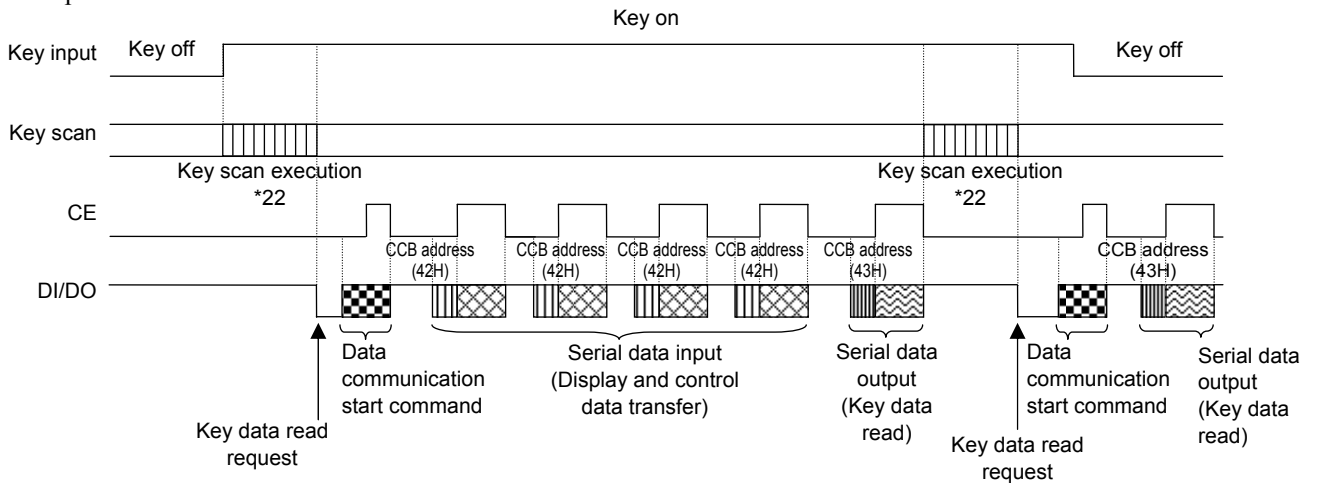 Key on
Key input
Key off
Key off
Key scan
Key scan execution
*22
Key scan execution
*22
CE
CCB address
(42H)
CCB address
(42H)
CCB address
(42H)
CCB address
(42H)
CCB address
(43H)
CCB address
(43H)
DI/DO
Data
communication
start command
Serial data input
(Display and control
data transfer)
Serial data
output
(Key data
read)
Data
communication
start command
Serial data
output
(Key data
read)
Key data read
request
Key data read
request